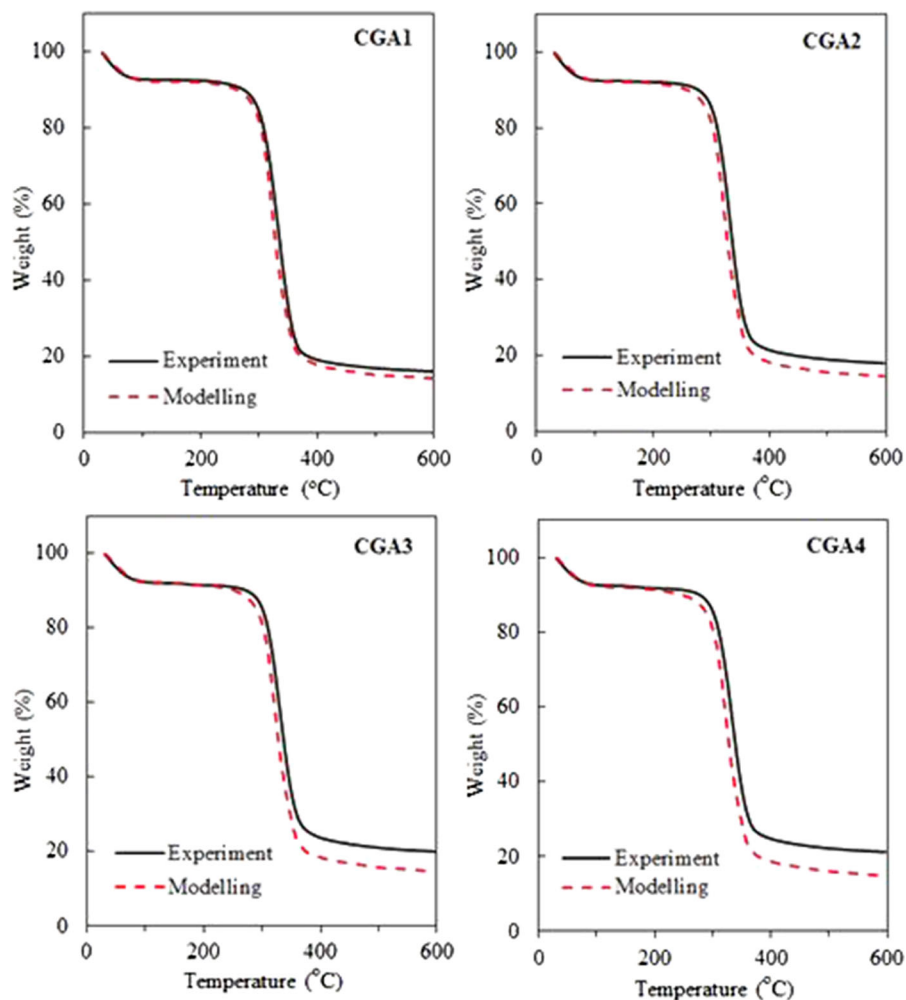 CGA1
100
80
60
40
20
0
Weight (%)
Experiment
Modelling
0 200 400 600
Temperature (°C)
CGA2
100
80
60
40
20
0
Weight (%)
Experiment
Modelling
0 200 400 600
Temperature (°C)
CGA3
100
80
60
40
20
0
Weight (%)
Experiment
Modelling
0 200 400 600
Temperature (°C)
CGA4
100
80
60
40
20
0
Weight (%)
Experiment
Modelling
0 200 400 600
Temperature (°C)